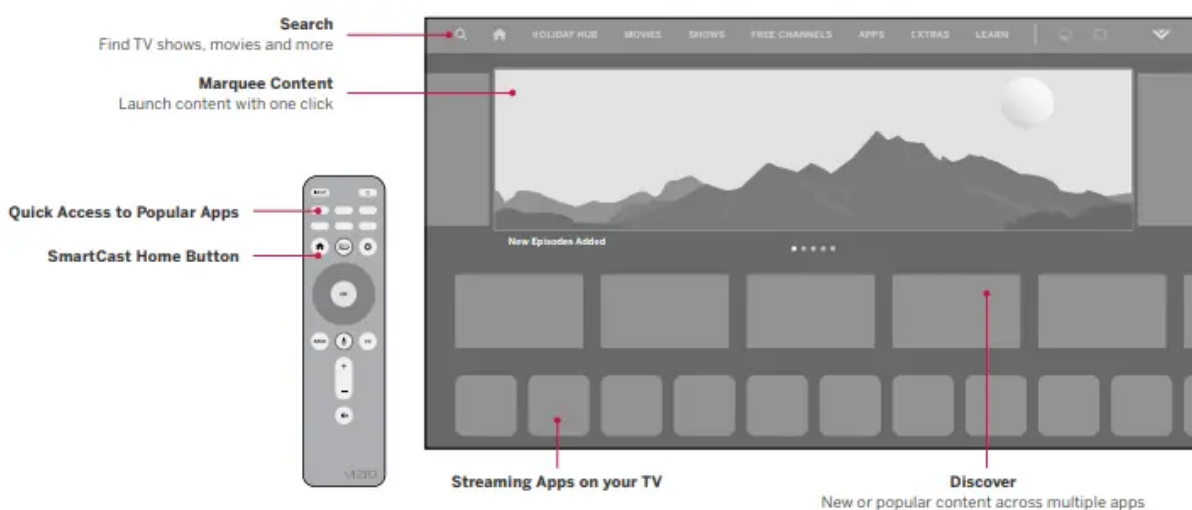 Search
Find TV shows, movies and more
Marquee Content
Launch content with one click
Quick Access to Popular Apps
SmartCast Home Button
HOLIDAY HUB MOVIES SHOWS FREE CHANNELS APPS EXTRAS LEARN
New Episodes Added
OK
VIZIO
Streaming Apps on your TV
Discover
New or popular content across multiple apps